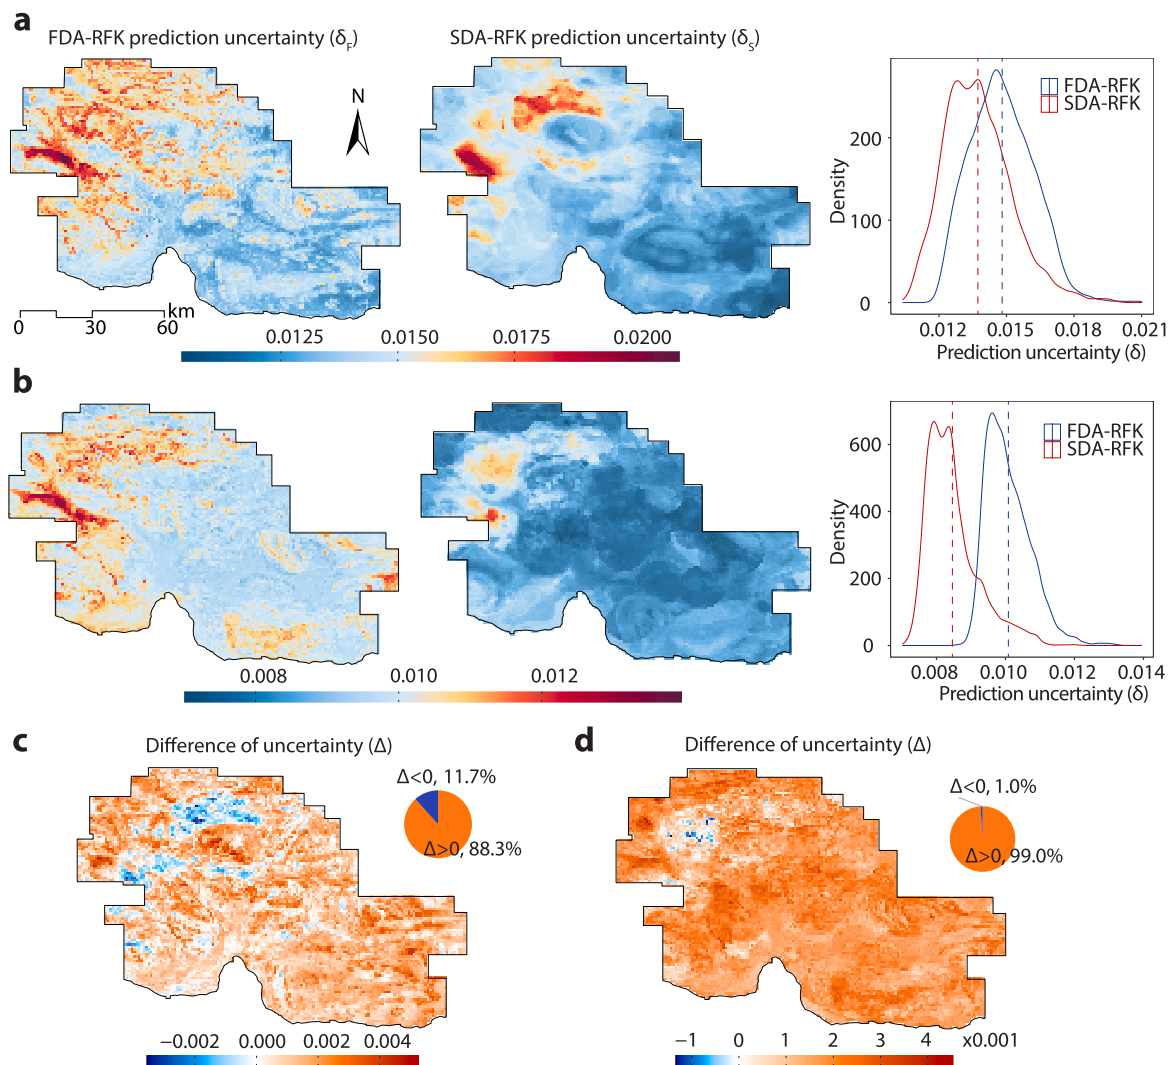 a
FDA-RFK prediction uncertainty (δF)
SDA-RFK prediction uncertainty (δS)
N
km
0 30 60
0.0125 0.0150 0.0175 0.0200
FDA-RFK
SDA-RFK
Density
200
100
0
0.012 0.015 0.018 0.021
Prediction uncertainty (δ)
b
0.008 0.010 0.012
FDA-RFK
SDA-RFK
Density
600
400
200
0
0.008 0.010 0.012 0.014
Prediction uncertainty (δ)
c
Difference of uncertainty (Δ)
Δ<0, 11.7%
Δ>0, 88.3%
−0.002 0.000 0.002 0.004
d
Difference of uncertainty (Δ)
Δ<0, 1.0%
Δ>0, 99.0%
−1 0 1 2 3 4 x0.001